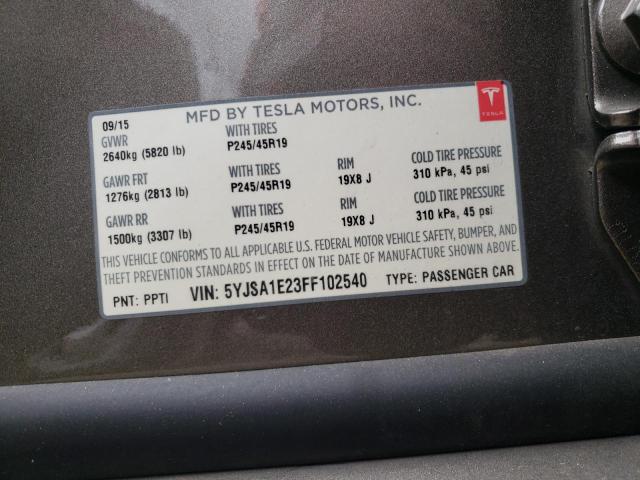 MFD BY TESLA MOTORS, INC.
TESLA
09/15
GVWR WITH TIRES
2640kg (5820 lb) P245/45R19
GAWR FRT WITH TIRES RIM COLD TIRE PRESSURE
1276kg (2813 lb) P245/45R19 19X8 J 310 kPa, 45 psi
GAWR RR WITH TIRES RIM COLD TIRE PRESSURE
1500kg (3307 lb) P245/45R19 19X8 J 310 kPa, 45 psi
THIS VEHICLE CONFORMS TO ALL APPLICABLE U.S. FEDERAL MOTOR VEHICLE SAFETY, BUMPER, AND
THEFT PREVENTION STANDARDS IN EFFECT ON THE DATE OF MANUFACTURE SHOWN ABOVE.
PNT: PPTI VIN: 5YJSA1E23FF102540 TYPE: PASSENGER CAR